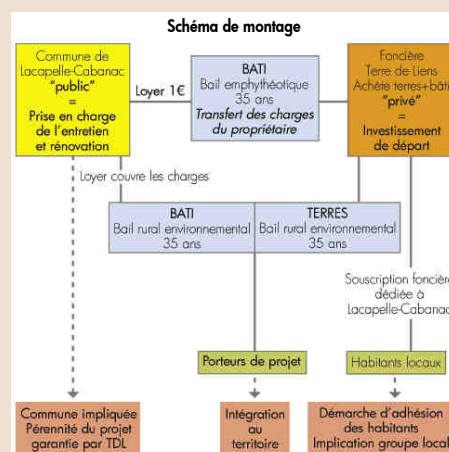 Schéma de montage
Commune de
Lacapelle-Cabanac
"public"
=
Prise en charge
de l'entretien
et rénovation
Loyer 1€
BATI
Bail emphythéotique
35 ans
Transfert des charges
du propriétaire
Foncière
Terre de Liens
Achète terres+bâti
"privé"
=
Investissement
de départ
Loyer couvre les charges
BATI
Bail rural environnemental
35 ans
TERRES
Bail rural environnemental
35 ans
Souscription foncière
dédiée à
Lacapelle-Cabanac
Porteurs de projet
Habitants locaux
Commune impliquée
Pérennité du projet
garantie par TDL
Intégration
au
territoire
Démarche d'adhésion
des habitants
Implication groupe local